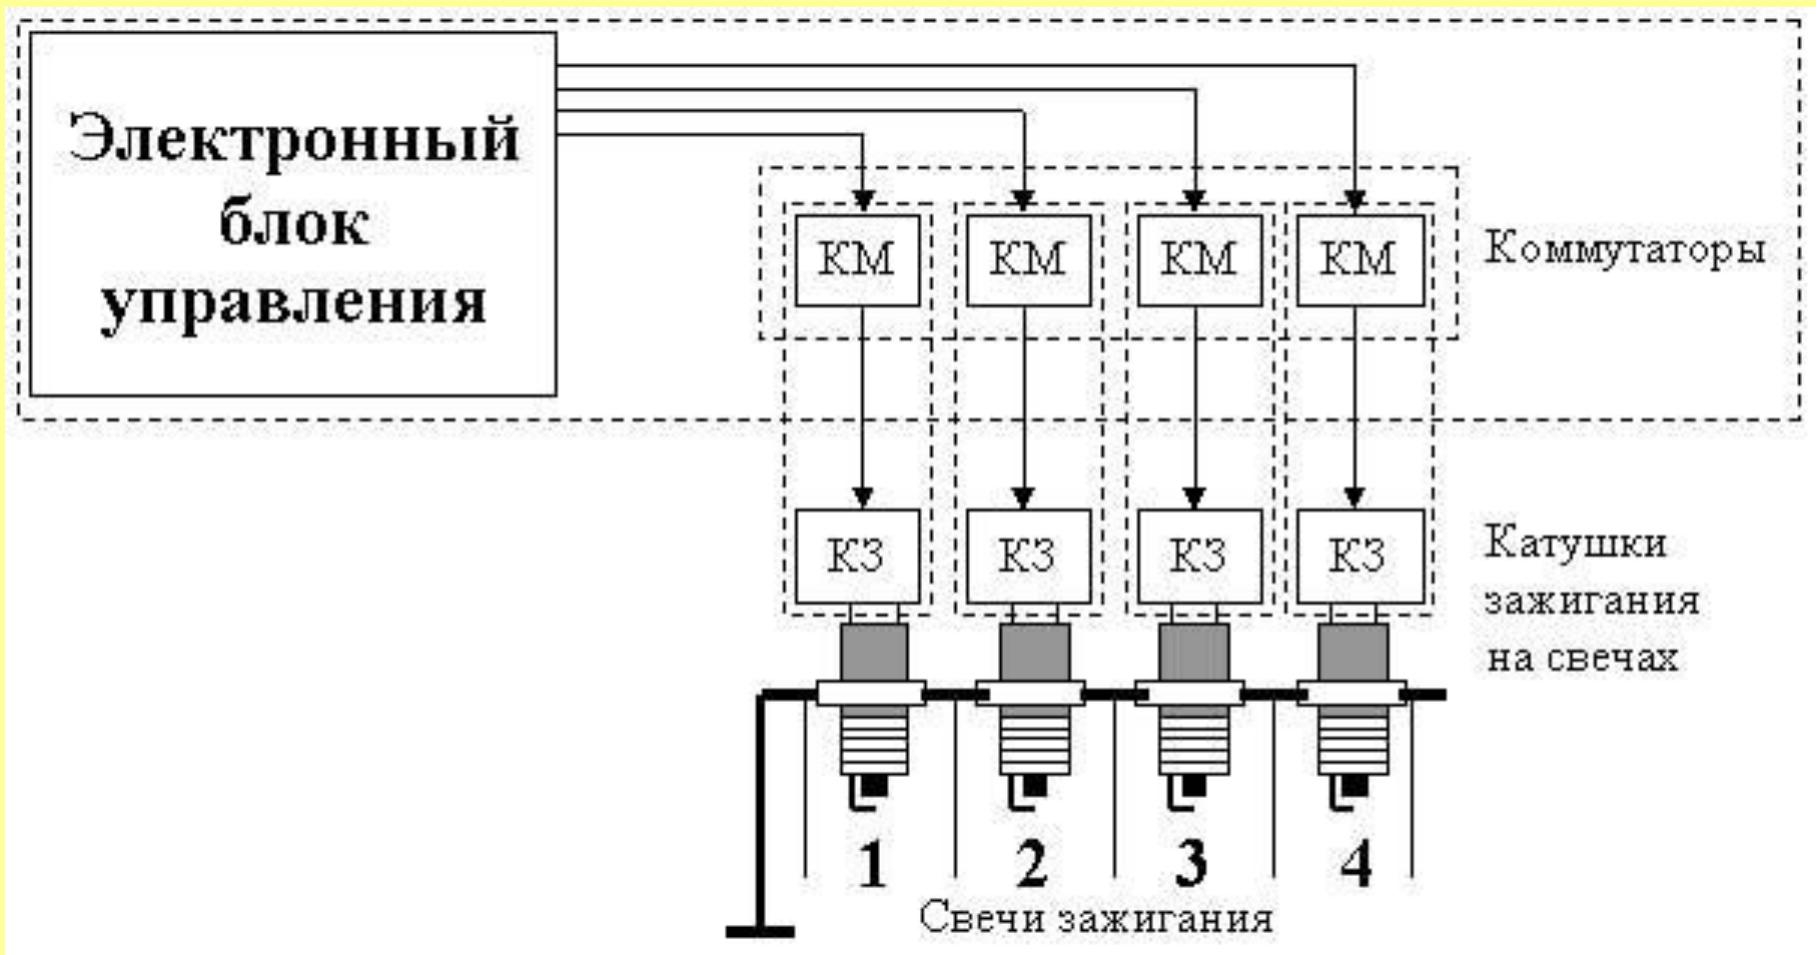 Электронный
блок
управления
КМ КМ КМ КМ
Коммутаторы
КЗ КЗ КЗ КЗ
Катушки
зажигания
на свечах
1 2 3 4
Свечи зажигания